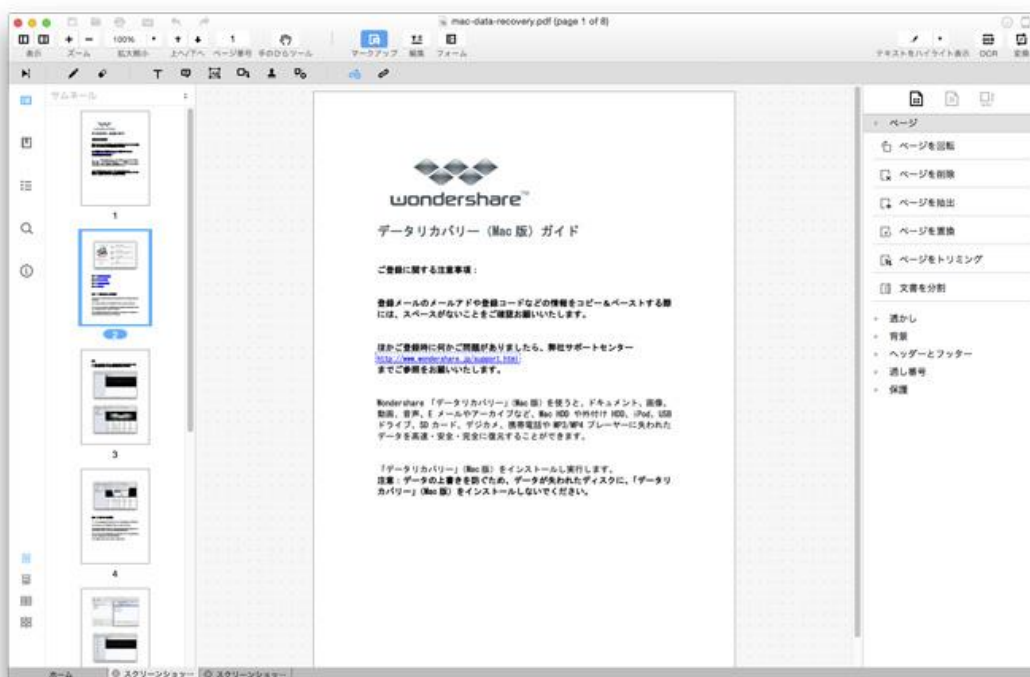 mac-data-recovery.pdf (page 1 of 8)
100%
1
表示
ズーム
拡大縮小
上へ/下へ
ページ番号
手のひらツール
マークアップ
編集
フォーム
テキストをハイライト表示
OCR
変換
サムネール
1
2
3
4
wondershare™
データリカバリー（Mac 版）ガイド
ご登録に関する注意事項：
登録メールのメールアドや登録コードなどの情報をコピー&ペーストする際
には、スペースがないことをご確認お願いいたします。
ほかご登録時に何かご問題がありましたら、弊社サポートセンター
http://www.wondershare.jp/support.html
までご参照をお願いいたします。
Wondershare 「データリカバリー」(Mac 版) を使うと、ドキュメント、画像、
動画、音声、E メールやアーカイブなど、Mac HDD や外付け HDD、iPod、USB
ドライブ、SD カード、デジカメ、携帯電話や MP3/MP4 プレーヤーに失われた
データを高速・安全・完全に復元することができます。
「データリカバリー」(Mac 版) をインストールし実行します。
注意：データの上書きを防ぐため、データが失われたディスクに、「データリ
カバリー」(Mac 版) をインストールしないでください。
ページ
ページを回転
ページを削除
ページを抽出
ページを置換
ページをトリミング
文書を分割
透かし
背景
ヘッダーとフッター
通し番号
保護
ホーム
スクリーンショッ…
スクリーンショッ…